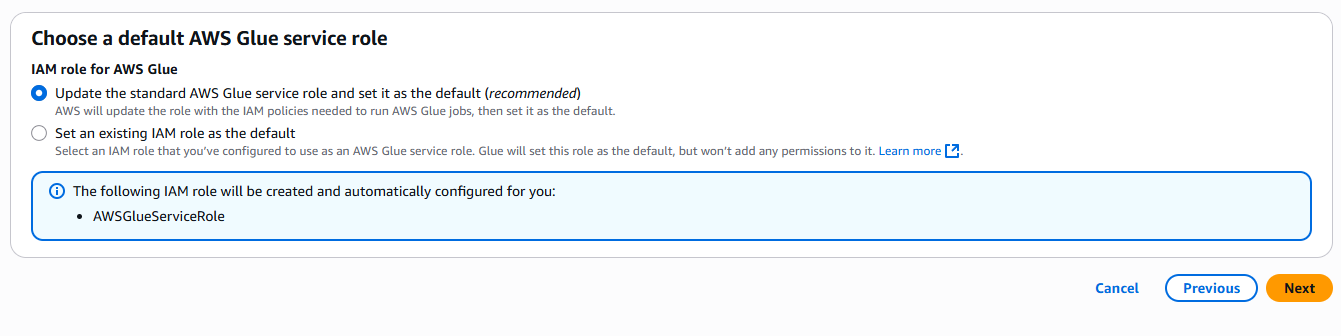 Choose a default AWS Glue service role
IAM role for AWS Glue
Update the standard AWS Glue service role and set it as the default (recommended)
AWS will update the role with the IAM policies needed to run AWS Glue jobs, then set it as the default.
Set an existing IAM role as the default
Select an IAM role that you’ve configured to use as an AWS Glue service role. Glue will set this role as the default, but won’t add any permissions to it. Learn more.
The following IAM role will be created and automatically configured for you:
• AWSGlueServiceRole
Cancel Previous Next